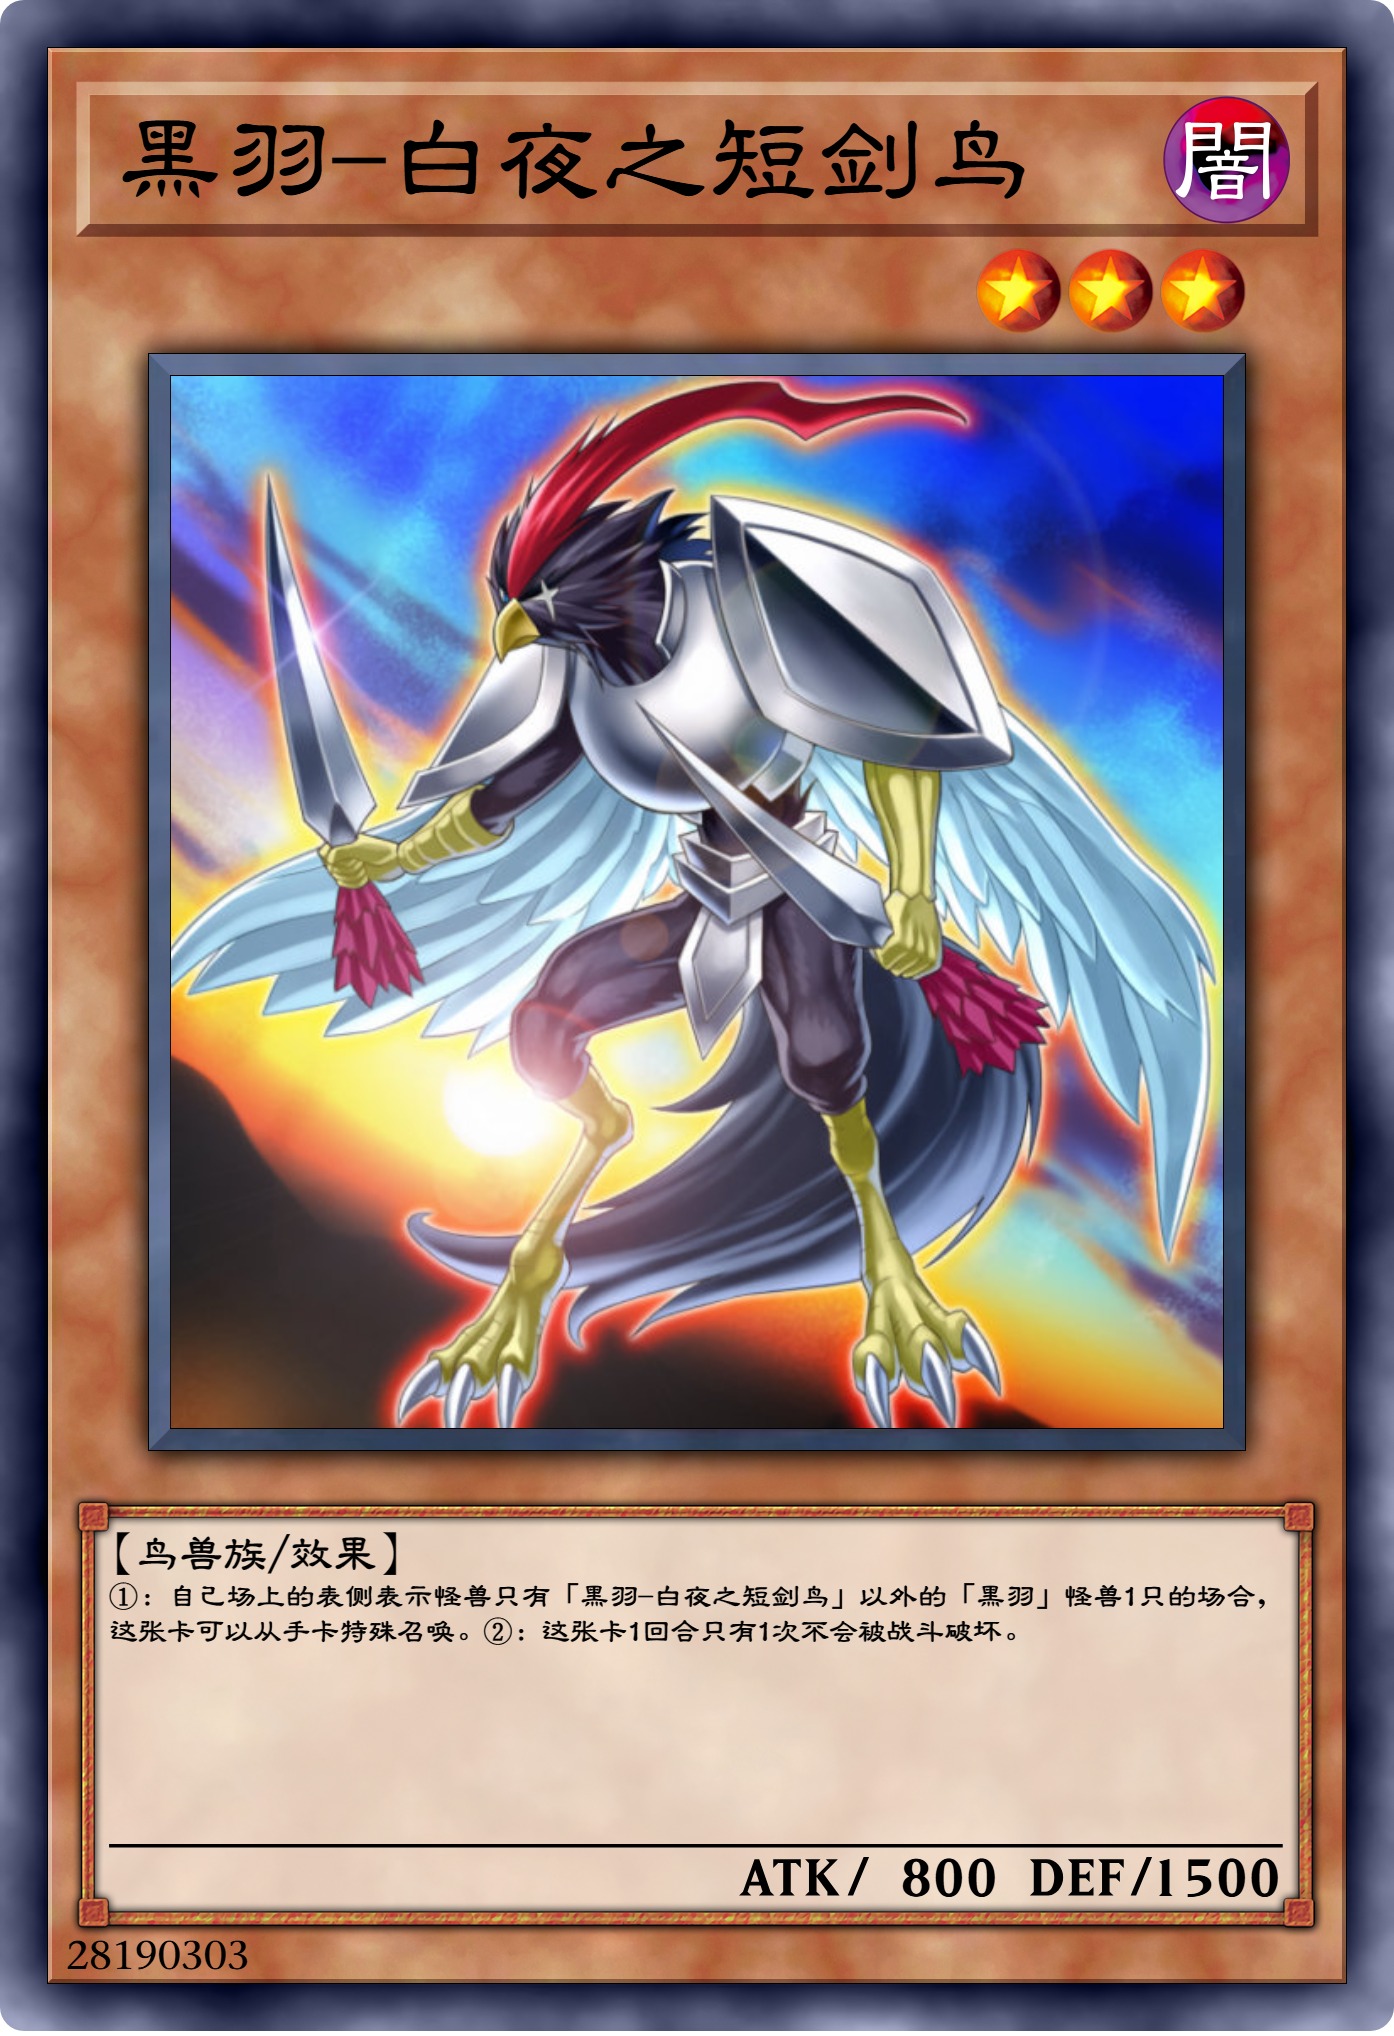 黑羽-白夜之短剑鸟
闇
【鸟兽族/效果】
①：自己场上的表侧表示怪兽只有「黑羽-白夜之短剑鸟」以外的「黑羽」怪兽1只的场合，
这张卡可以从手卡特殊召唤。②：这张卡1回合只有1次不会被战斗破坏。
ATK/ 800 DEF/1500
28190303